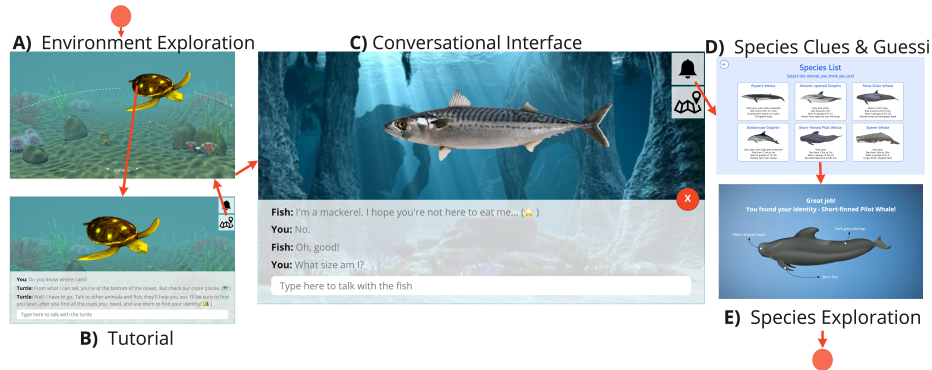 A) Environment Exploration
C) Conversational Interface
D) Species Clues & Guessi
Species List
Select the animal, you think you are!
Bryde's Whale
Atlantic spotted Dolphin
False Killer Whale
Bottlenose Dolphin
Short-finned Pilot Whale
Sperm Whale
X
Fish: I'm a mackerel. I hope you're not here to eat me... ( )
You: No.
Fish: Oh, good!
You: What size am I?
Type here to talk with the fish
Great job!
You found your identity - Short-finned Pilot Whale!
Dark grey coloring
Short fins
You: Do you know where I am?
Turtle: From what I can tell, you're at the bottom of the ocean. But check out more places. ( )
Turtle: Well, I have to go. Talk to other animals and fish, they'll help you out. I'll be sure to find
you later, after you find all the clues you need, and use them to find your identity! ( )
Type here to talk with the turtle
B) Tutorial
E) Species Exploration